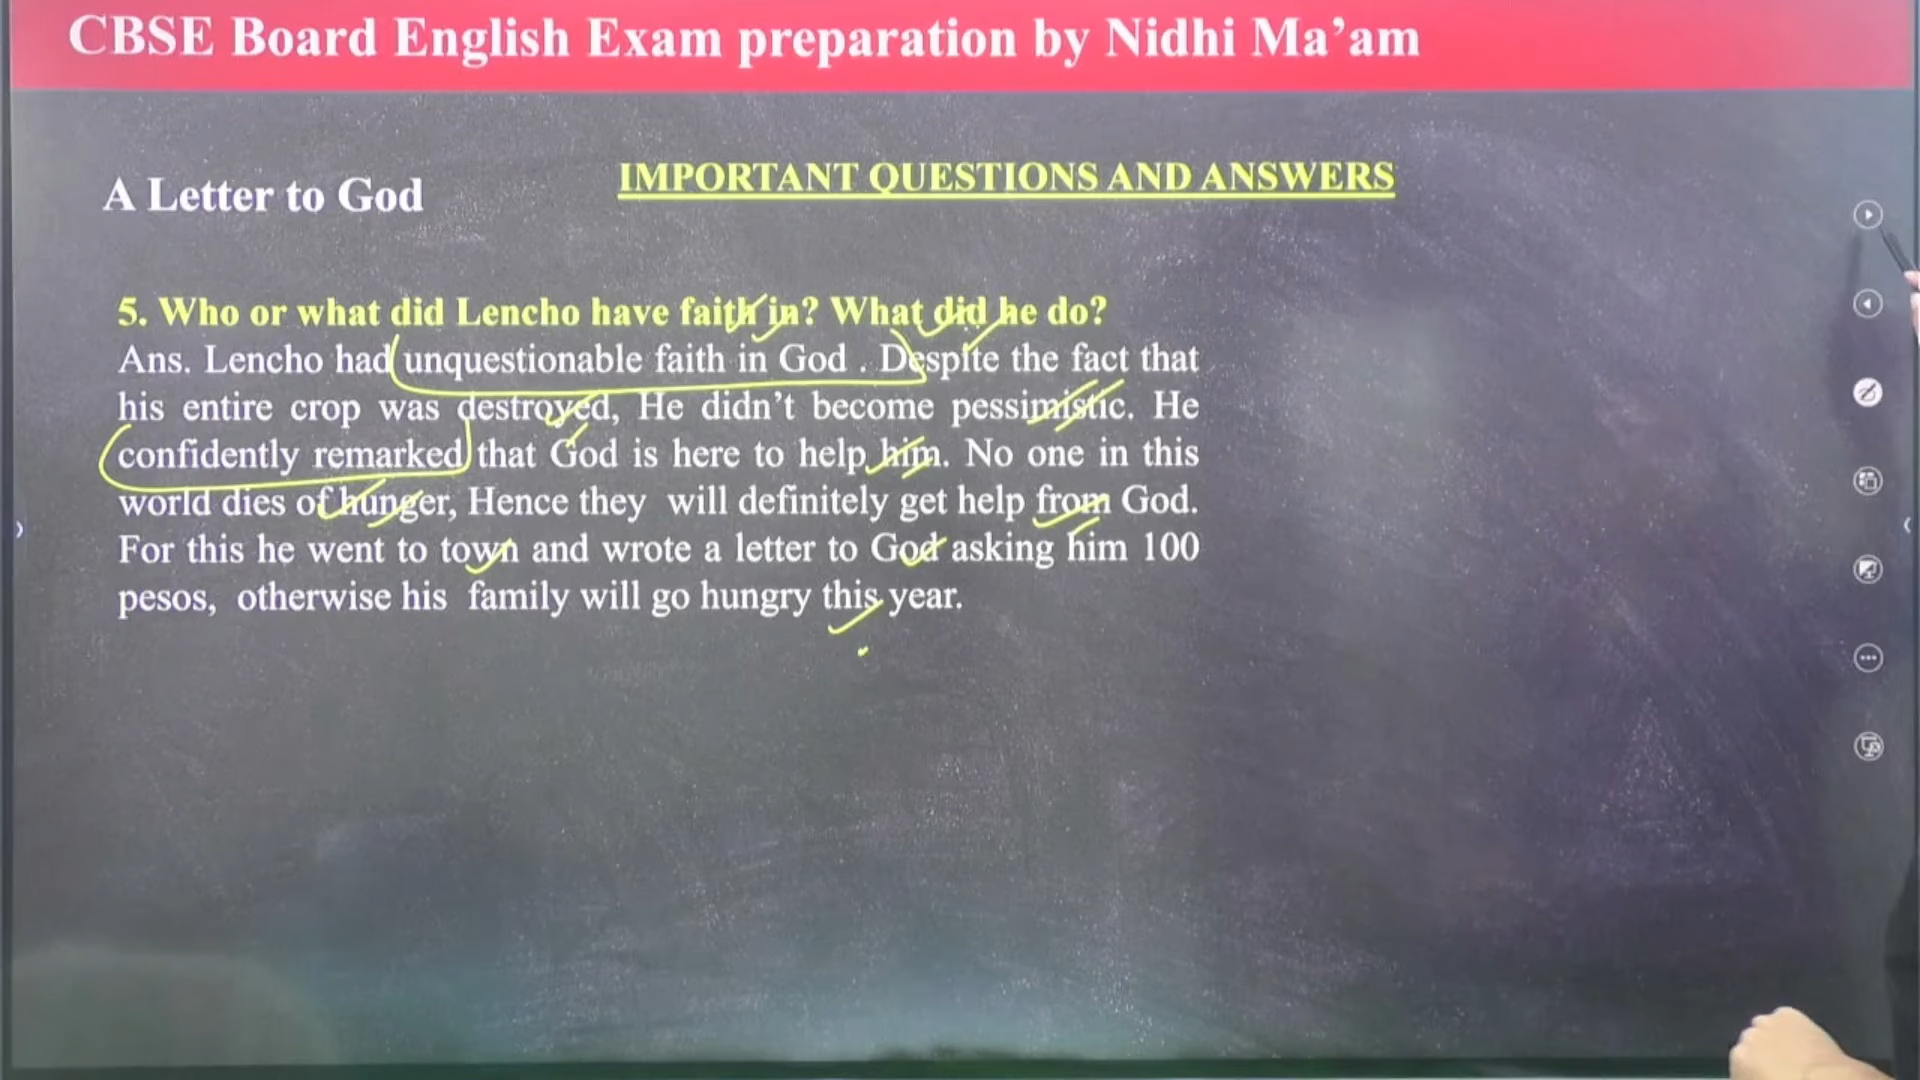 CBSE Board English Exam preparation by Nidhi Ma’am
A Letter to God
IMPORTANT QUESTIONS AND ANSWERS
5. Who or what did Lencho have faith in? What did he do?
Ans. Lencho had unquestionable faith in God . Despite the fact that
his entire crop was destroyed, He didn’t become pessimistic. He
confidently remarked that God is here to help him. No one in this
world dies of hunger, Hence they will definitely get help from God.
For this he went to town and wrote a letter to God asking him 100
pesos, otherwise his family will go hungry this year.